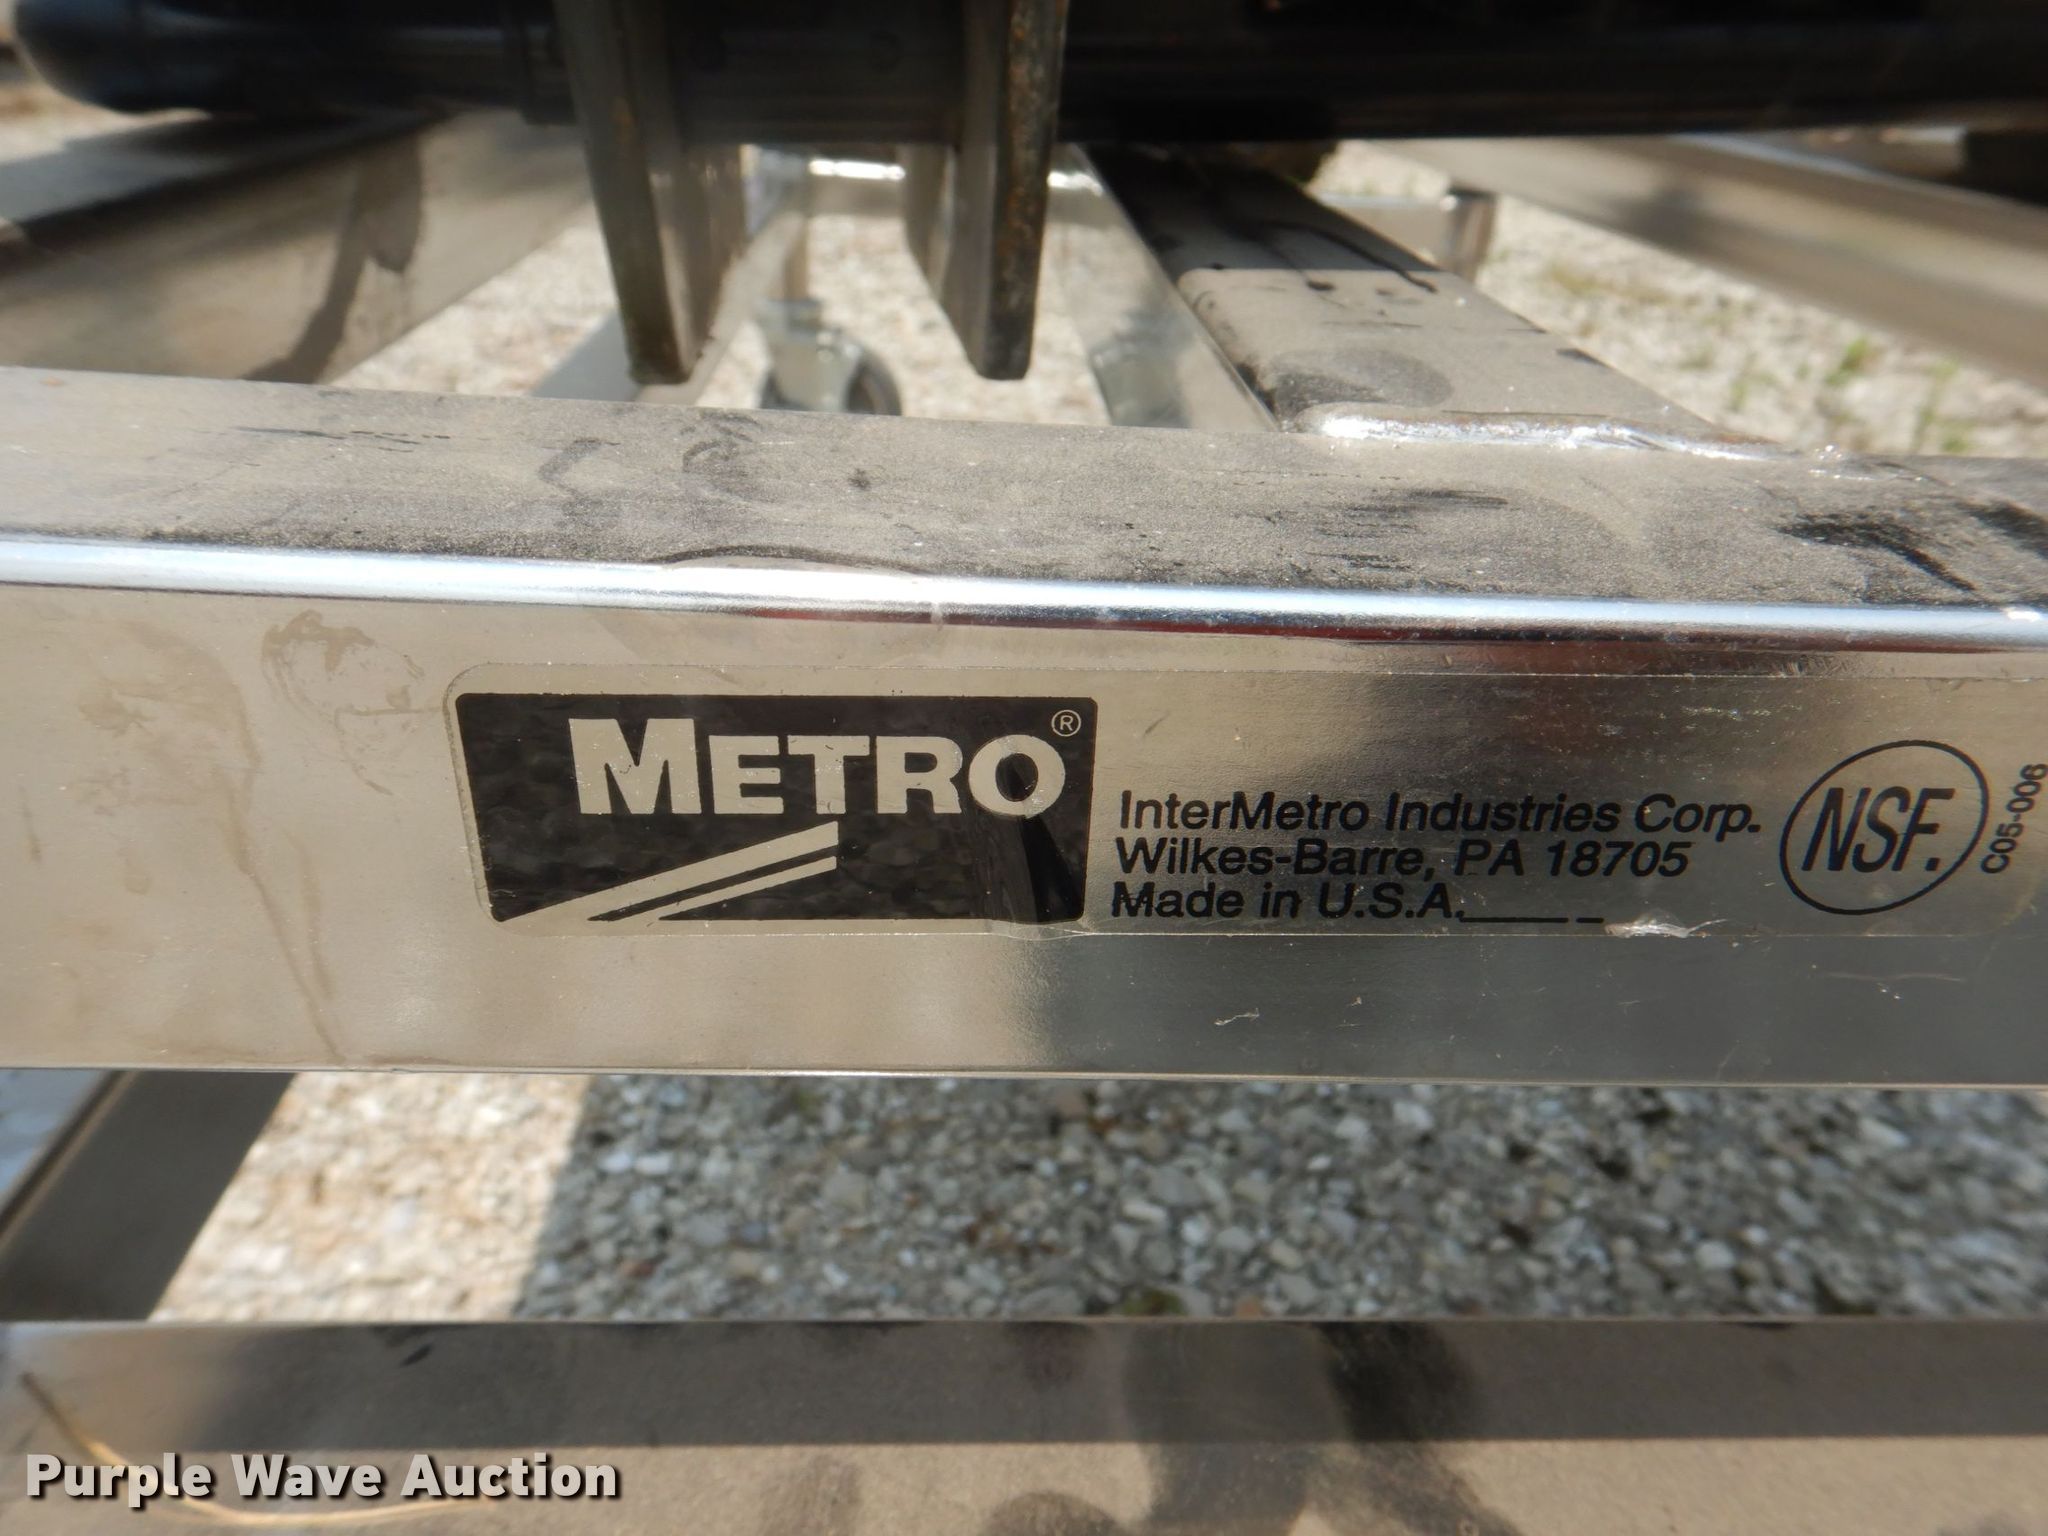 METRO®
InterMetro Industries Corp.
Wilkes-Barre, PA 18705
Made in U.S.A.
NSF.
C05-006
Purple Wave Auction